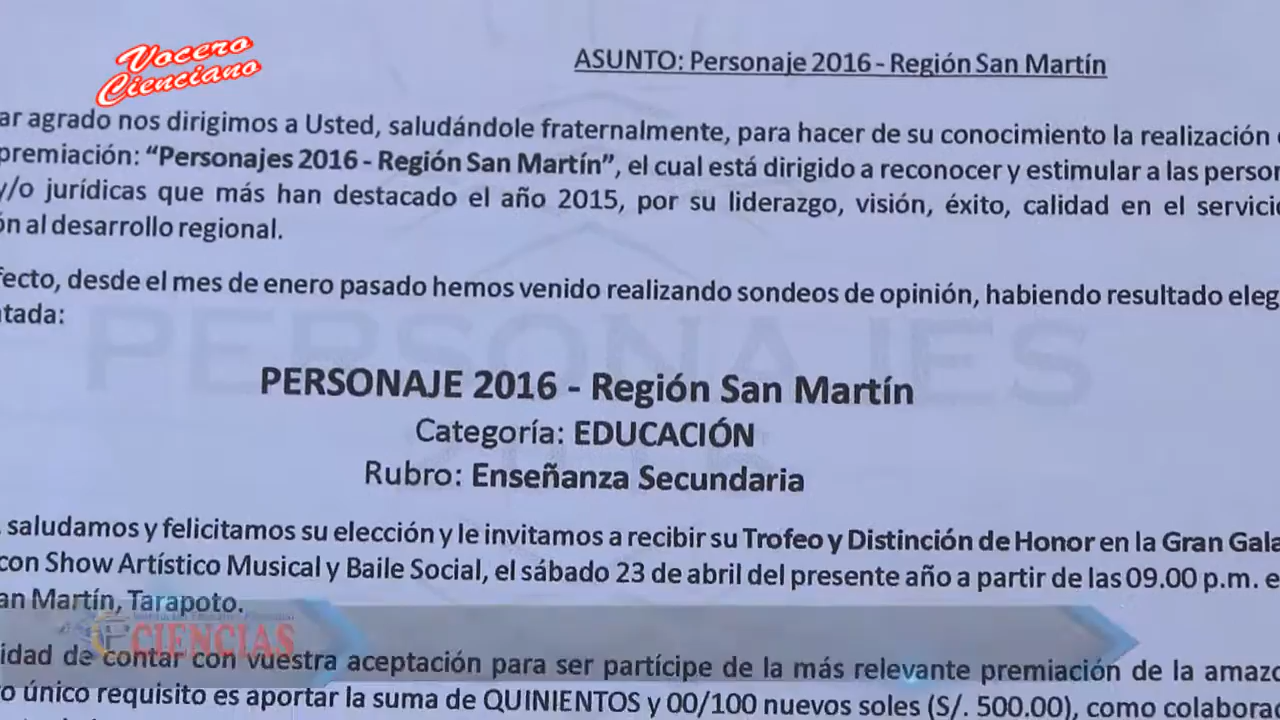 Vocero
Cienciano
ASUNTO: Personaje 2016 - Región San Martín
ar agrado nos dirigimos a Usted, saludándole fraternalmente, para hacer de su conocimiento la realización
premiación: “Personajes 2016 - Región San Martín”, el cual está dirigido a reconocer y estimular a las person
y/o jurídicas que más han destacado el año 2015, por su liderazgo, visión, éxito, calidad en el servicio
ón al desarrollo regional.
fecto, desde el mes de enero pasado hemos venido realizando sondeos de opinión, habiendo resultado eleg
ntada:
PERSONAJES
PERSONAJE 2016 - Región San Martín
Categoría: EDUCACIÓN
Rubro: Enseñanza Secundaria
saludamos y felicitamos su elección y le invitamos a recibir su Trofeo y Distinción de Honor en la Gran Gala
con Show Artístico Musical y Baile Social, el sábado 23 de abril del presente año a partir de las 09.00 p.m. e
an Martín, Tarapoto.
CIENCIAS
idad de contar con vuestra aceptación para ser partícipe de la más relevante premiación de la amazo
o único requisito es aportar la suma de QUINIENTOS y 00/100 nuevos soles (S/. 500.00), como colaborac